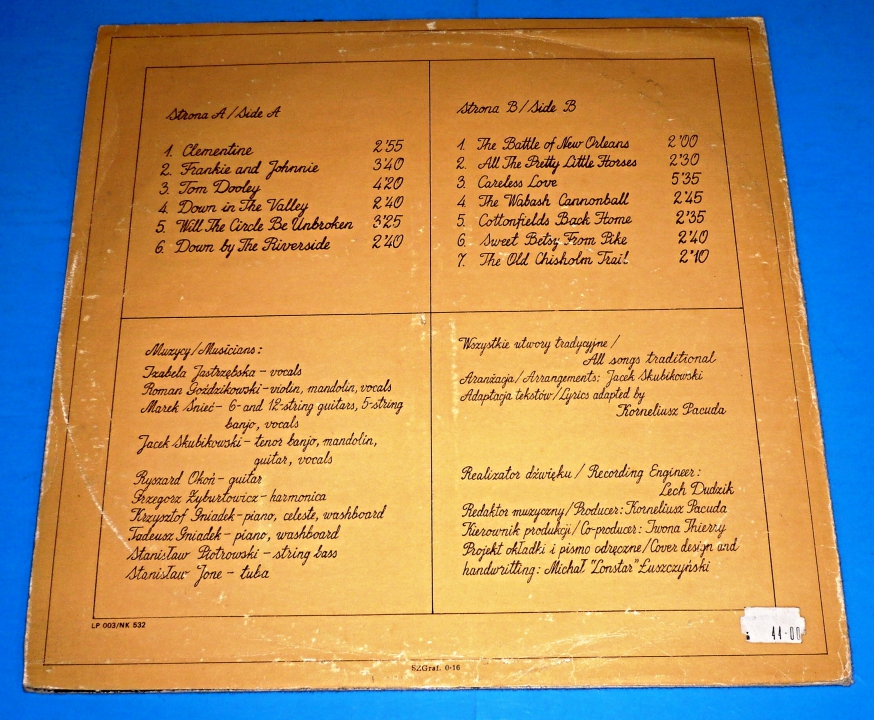 Strona A / Side A
1. Clementine 2'55
2. Frankie and Johnnie 3'40
3. Tom Dooley 4'20
4. Down in The Valley 2'40
5. Will The Circle Be Unbroken 3'25
6. Down by The Riverside 2'40
Strona B / Side B
1. The Battle of New Orleans 2'00
2. All The Pretty Little Horses 2'30
3. Careless Love 5'35
4. The Wabash Cannonball 2'45
5. Cottonfields Back Home 2'35
6. Sweet Betsy From Pike 2'40
7. The Old Chisholm Trail 2'10
Muzycy / Musicians:
Izabela Jastrzębska - vocals
Roman Goździkowski - violin, mandolin, vocals
Marek Śnieć - 6- and 12-string guitars, 5-string
banjo, vocals
Jacek Skubikowski - tenor banjo, mandolin,
guitar, vocals
Ryszard Okoń - guitar
Grzegorz Żyburtowicz - harmonica
Krzysztof Gniadek - piano, celeste, washboard
Tadeusz Gniadek - piano, washboard
Stanisław Piotrowski - string bass
Stanisław Jone - tuba
Wszystkie utwory tradycyjne /
All songs traditional
Aranżacja / Arrangements: Jacek Skubikowski
Adaptacja tekstów / Lyrics adapted by
Korneliusz Pacuda
Realizator dźwięku / Recording Engineer:
Lech Dudzik
Redaktor muzyczny / Producer: Korneliusz Pacuda
Kierownik produkcji / Co-producer: Iwona Thierry
Projekt okładki i pismo odręczne / Cover design and
handwritting: Michał "Lonstar" Łuszczyński
LP 003/NK 532
SZGraf. 0-16
44-00